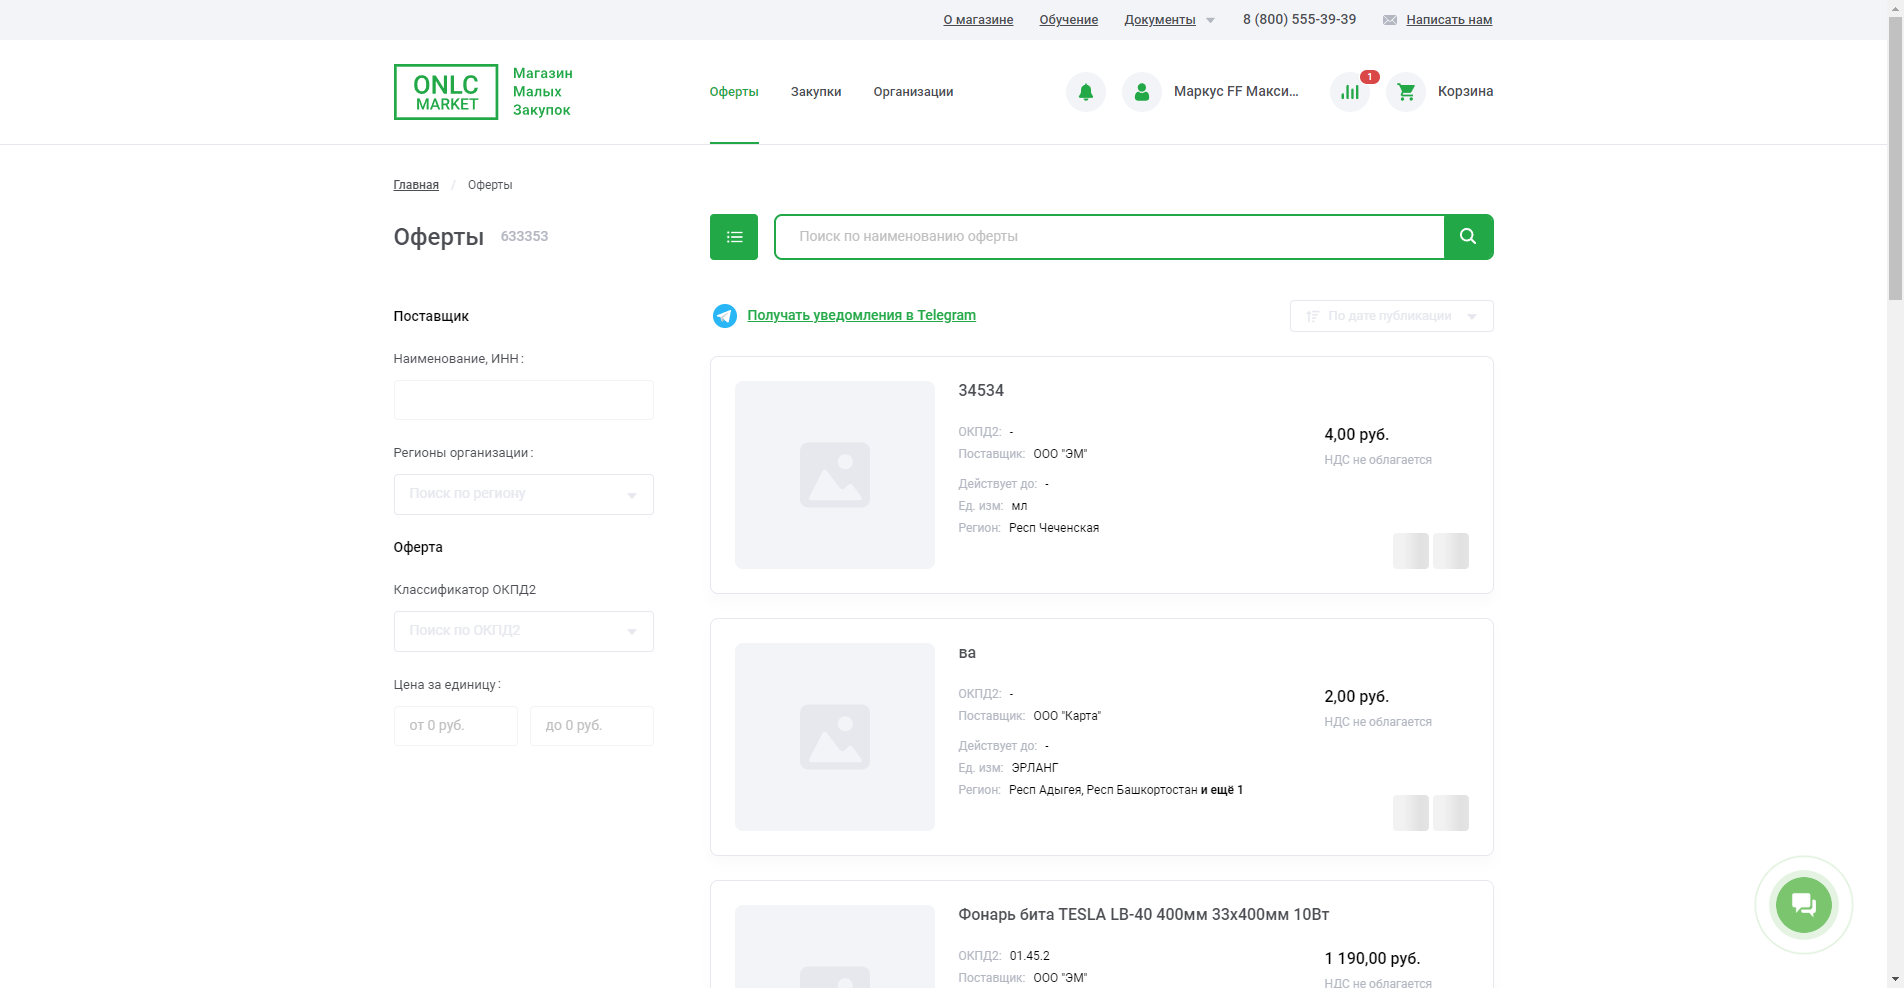 О магазине Обучение Документы 8 (800) 555-39-39 Написать нам
ONLC
MARKET
Магазин
Малых
Закупок
Оферты Закупки Организации
Маркус FF Макси...
1
Корзина
Главная / Оферты
Оферты 633353
Поиск по наименованию оферты
Поставщик
Наименование, ИНН:
Регионы организации:
Поиск по региону
Оферта
Классификатор ОКПД2
Поиск по ОКПД2
Цена за единицу:
от 0 руб. до 0 руб.
Получать уведомления в Telegram
По дате публикации
34534
ОКПД2: -
Поставщик: ООО "ЭМ"
Действует до: -
Ед. изм: мл
Регион: Респ Чеченская
4,00 руб.
НДС не облагается
ва
ОКПД2: -
Поставщик: ООО "Карта"
Действует до: -
Ед. изм: ЭРЛАНГ
Регион: Респ Адыгея, Респ Башкортостан и ещё 1
2,00 руб.
НДС не облагается
Фонарь бита TESLA LB-40 400мм 33х400мм 10Вт
ОКПД2: 01.45.2
Поставщик: ООО "ЭМ"
1 190,00 руб.
НДС не облагается